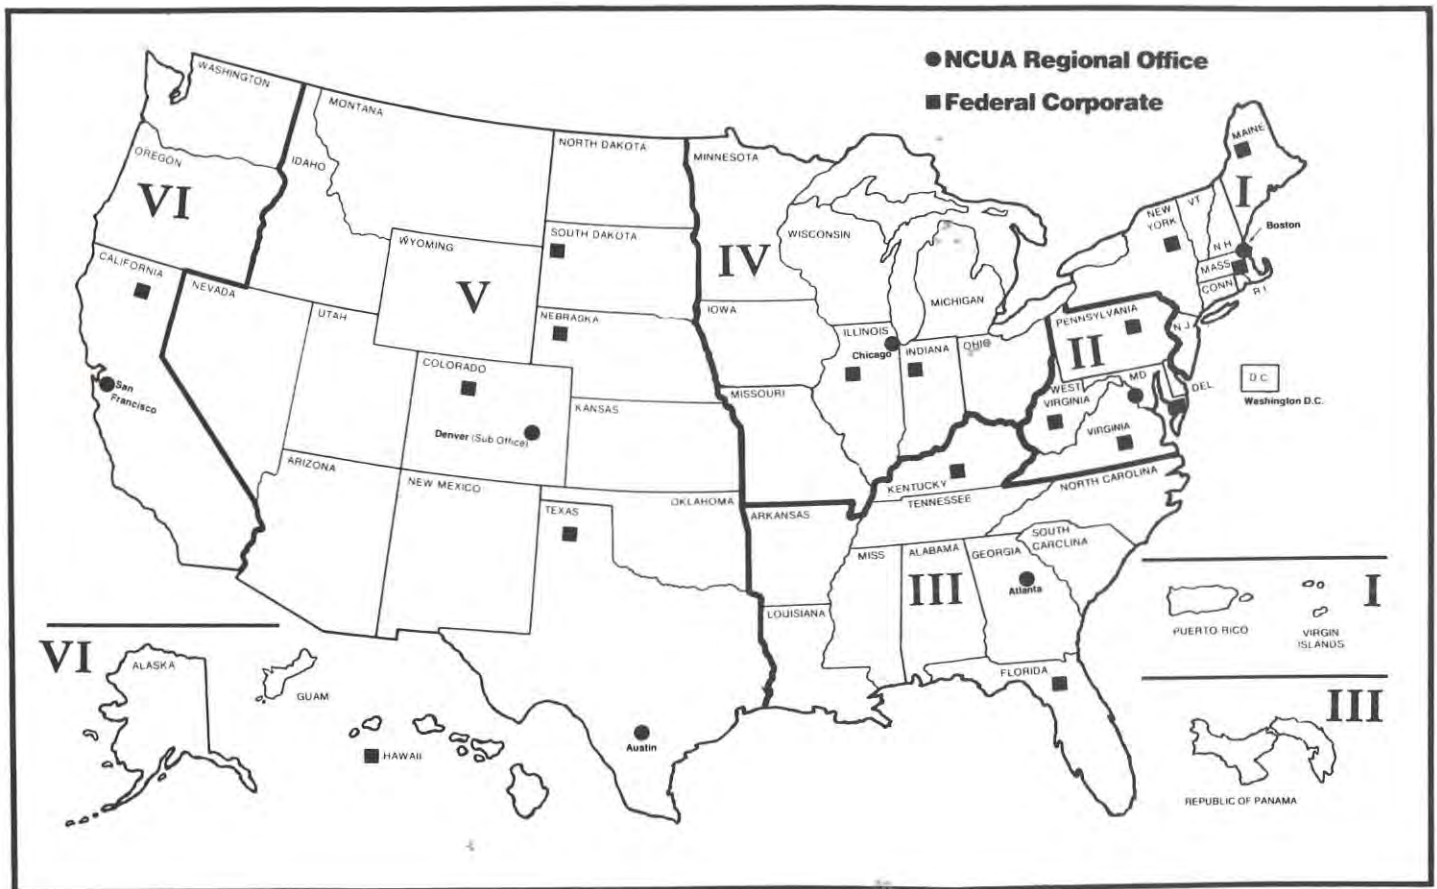 NCUA Regional Office
Federal Corporate
WASHINGTON
MONTANA
NORTH DAKOTA
MINNESOTA
MAINE
OREGON
IDAHO
VI
I
VT
NEW
YORK
WISCONSIN
SOUTH DAKOTA
WYOMING
Boston
N H
IV
MASS
CONN
R I
CALIFORNIA
NEVADA
V
MICHIGAN
UTAH
NEBRASKA
IOWA
ILLINOIS
Chicago
INDIANA
OHIO
PENNSYLVANIA
N J
II
COLORADO
San
Francisco
MISSOURI
WEST
VIRGINIA
MD
DEL
D.C.
Washington D.C.
KANSAS
Denver (Sub Office)
VIRGINIA
ARIZONA
NEW MEXICO
OKLAHOMA
KENTUCKY
TENNESSEE
NORTH CAROLINA
TEXAS
ARKANSAS
SOUTH
CARCLINA
MISS
ALABAMA
GEORGIA
III
Atlanta
LOUISIANA
I
PUERTO RICO
VIRGIN
ISLANDS
VI
ALASKA
GUAM
FLORIDA
III
HAWAII
Austin
REPUBLIC OF PANAMA